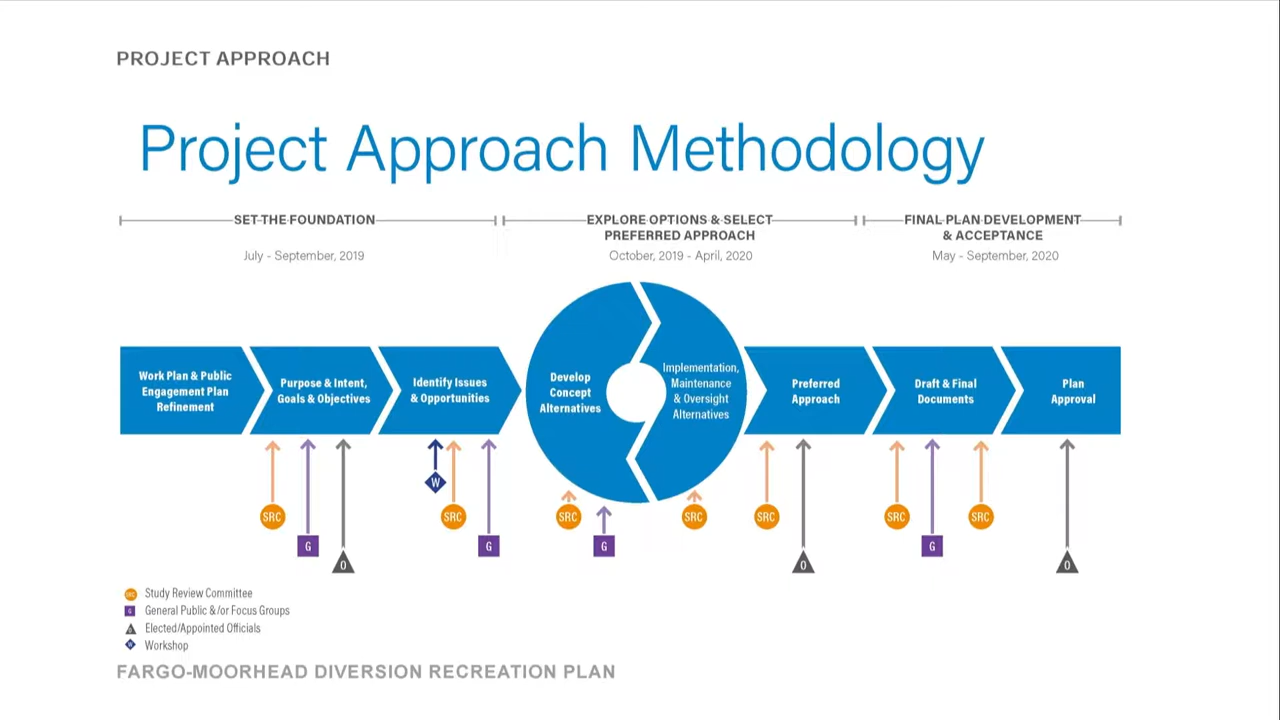 PROJECT APPROACH
Project Approach Methodology
SET THE FOUNDATION
July - September, 2019
EXPLORE OPTIONS & SELECT
PREFERRED APPROACH
October, 2019 - April, 2020
FINAL PLAN DEVELOPMENT
& ACCEPTANCE
May - September, 2020
Work Plan & Public
Engagement Plan
Refinement
Purpose & Intent,
Goals & Objectives
Identify Issues
& Opportunities
Develop
Concept
Alternatives
Implementation,
Maintenance
& Oversight
Alternatives
Preferred
Approach
Draft & Final
Documents
Plan
Approval
SRC
G
O
W
SRC
G
SRC
G
SRC
SRC
O
SRC
G
SRC
O
SRC Study Review Committee
G General Public &/or Focus Groups
O Elected/Appointed Officials
W Workshop
FARGO-MOORHEAD DIVERSION RECREATION PLAN